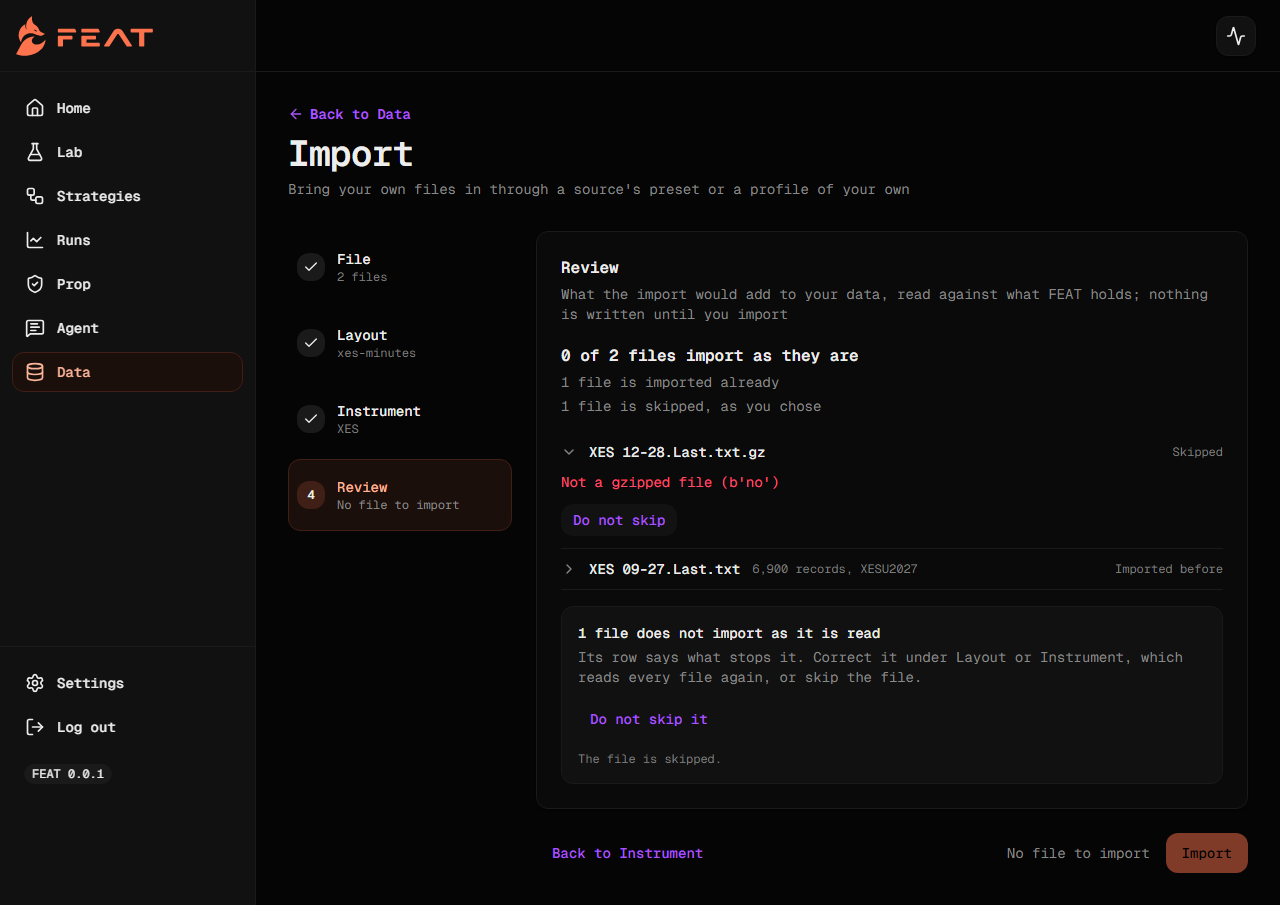 FEAT
Home
Lab
Strategies
Runs
Prop
Agent
Data
Settings
Log out
FEAT 0.0.1
Back to Data
Import
Bring your own files in through a source's preset or a profile of your own
File
2 files
Layout
xes-minutes
Instrument
XES
4
Review
No file to import
Review
What the import would add to your data, read against what FEAT holds; nothing
is written until you import
0 of 2 files import as they are
1 file is imported already
1 file is skipped, as you chose
XES 12-28.Last.txt.gz Skipped
Not a gzipped file (b'no')
Do not skip
XES 09-27.Last.txt 6,900 records, XESU2027 Imported before
1 file does not import as it is read
Its row says what stops it. Correct it under Layout or Instrument, which
reads every file again, or skip the file.
Do not skip it
The file is skipped.
Back to Instrument No file to import Import